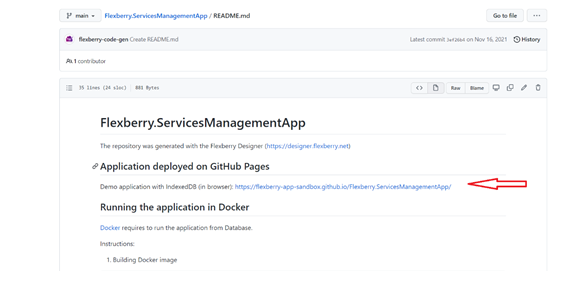 main
Flexberry.ServicesManagementApp / README.md
Go to file
...
flexberry-code-gen Create README.md
Latest commit on Nov 16, 2021
History
1 contributor
35 lines (24 sloc) 881 Bytes
Raw
Blame
Flexberry.ServicesManagementApp
The repository was generated with the Flexberry Designer (https://designer.flexberry.net)
Application deployed on GitHub Pages
Demo application with IndexedDB (in browser): https://flexberry-app-sandbox.github.io/Flexberry.ServicesManagementApp/
Running the application in Docker
Docker requires to run the application from Database.
Instructions:
1. Building Docker image